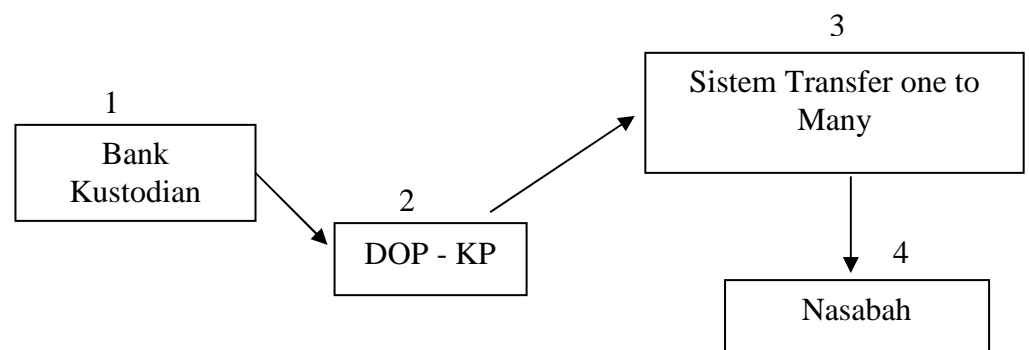 1
Bank
Kustodian
2
DOP - KP
3
Sistem Transfer one to
Many
4
Nasabah